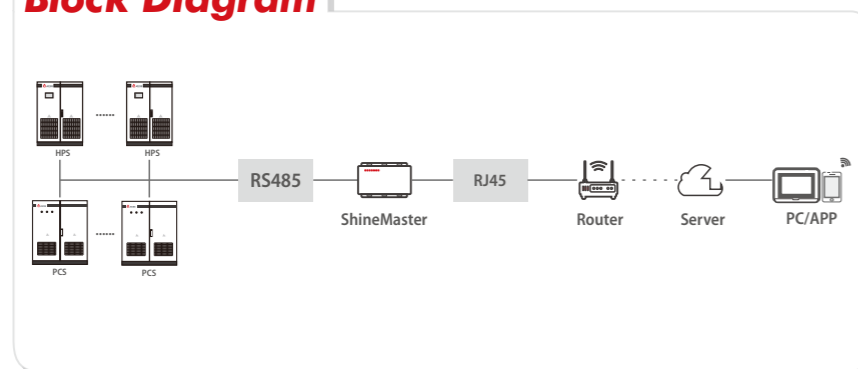 Block Diagram
HPS
HPS
RS485
RJ45
ShineMaster
Router
Server
PC/APP
PCS
PCS